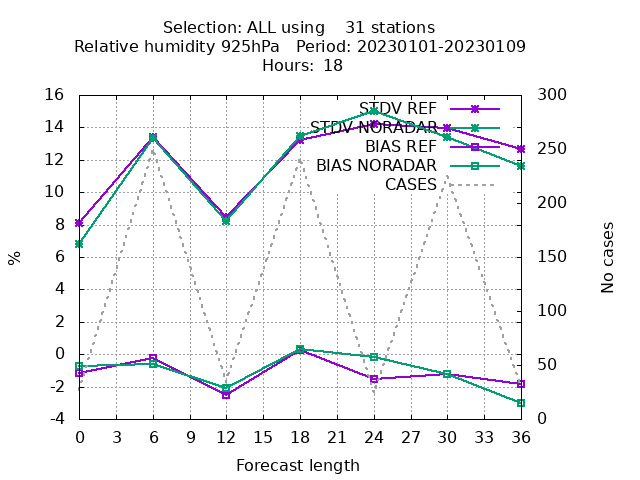 Selection: ALL using    31 stations
Relative humidity 925hPa   Period: 20230101-20230109
Hours: 18
STDV REF
STDV NORADAR
BIAS REF
BIAS NORADAR
CASES
16
14
12
10
8
6
4
2
0
-2
-4
%
300
250
200
150
100
50
0
No cases
0 3 6 9 12 15 18 21 24 27 30 33 36
Forecast length